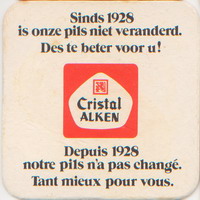 Sinds 1928
is onze pils niet veranderd.
Des te beter voor u!
Cristal
ALKEN
Depuis 1928
notre pils n'a pas changé.
Tant mieux pour vous.